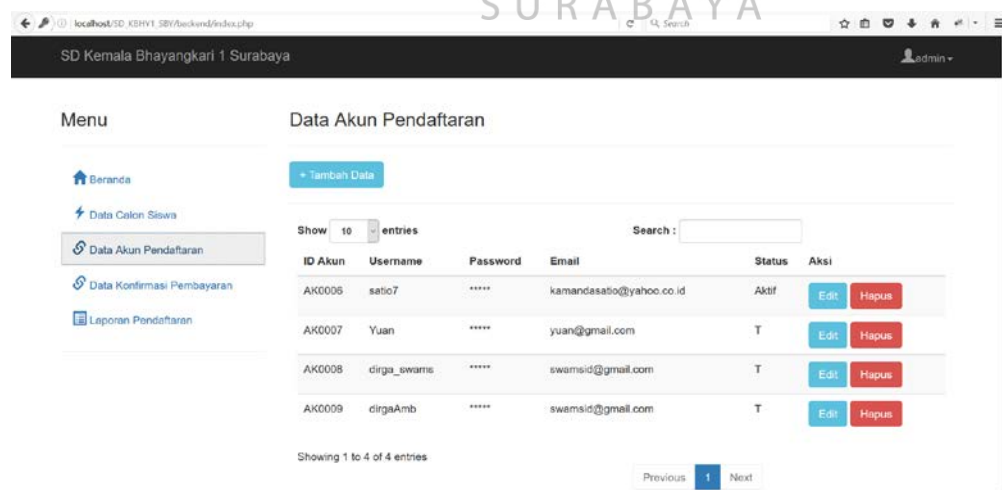 SURABAYA
localhost/SD_KBHY1_SBY/backend/index.php
Search
SD Kemala Bhayangkari 1 Surabaya
admin
Menu
Data Akun Pendaftaran
Beranda
+ Tambah Data
Data Calon Siswa
Show 10 entries
Search :
Data Akun Pendaftaran
ID Akun Username Password Email Status Aksi
Data Konfirmasi Pembayaran
AK0006 satio7 ***** kamandasatio@yahoo.co.id Aktif Edit Hapus
Laporan Pendaftaran
AK0007 Yuan ***** yuan@gmail.com T Edit Hapus
AK0008 dirga_swams ***** swamsid@gmail.com T Edit Hapus
AK0009 dirgaAmb ***** swamsid@gmail.com T Edit Hapus
Showing 1 to 4 of 4 entries
Previous 1 Next